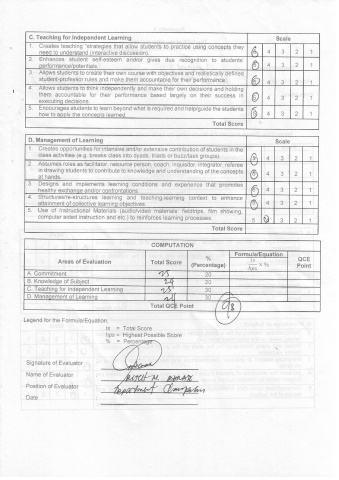 C. Teaching for Independent Learning Scale
1. Creates teaching strategies that allow students to practice using concepts they 5 4 3 2 1
need to understand (interactive discussion).
2. Enhances student self-esteem and/or gives due recognition to students' 5 4 3 2 1
performance/potentials.
3. Allows students to create their own course with objectives and realistically defined 5 4 3 2 1
student-professor rules and make them accountable for their performance.
4. Allows students to think independently and make their own decisions and holding 5 4 3 2 1
them accountable for their performance based largely on their success in
executing decisions.
5. Encourages students to learn beyond what is required and help/guide the students 5 4 3 2 1
how to apply the concepts learned.
Total Score
D. Management of Learning Scale
1. Creates opportunities for intensive and/or extensive contribution of students in the 5 4 3 2 1
class activities (e.g. breaks class into dyads, triads or buzz/task groups).
2. Assumes roles as facilitator, resource person, coach, inquisitor, integrator, referee 5 4 3 2 1
in drawing students to contribute to knowledge and understanding of the concepts
at hands.
3. Designs and implements learning conditions and experience that promotes 5 4 3 2 1
healthy exchange and/or confrontations.
4. Structures/re-structures learning and teaching-learning context to enhance 5 4 3 2 1
attainment of collective learning objectives.
5. Use of Instructional Materials (audio/video materials: fieldtrips, film showing, 5 4 3 2 1
computer aided instruction and etc.) to reinforces learning processes.
Total Score
COMPUTATION
Areas of Evaluation Total Score % (Percentage) Formula/Equation QCE Point
ts/hps x %
A. Commitment 25 20
B. Knowledge of Subject 24 20
C. Teaching for Independent Learning 25 30
D. Management of Learning 24 30
Total QCE Point 98
Legend for the Formula/Equation:
ts = Total Score
hps = Highest Possible Score
% = Percentage
Signature of Evaluator
Name of Evaluator
Position of Evaluator Department
Date